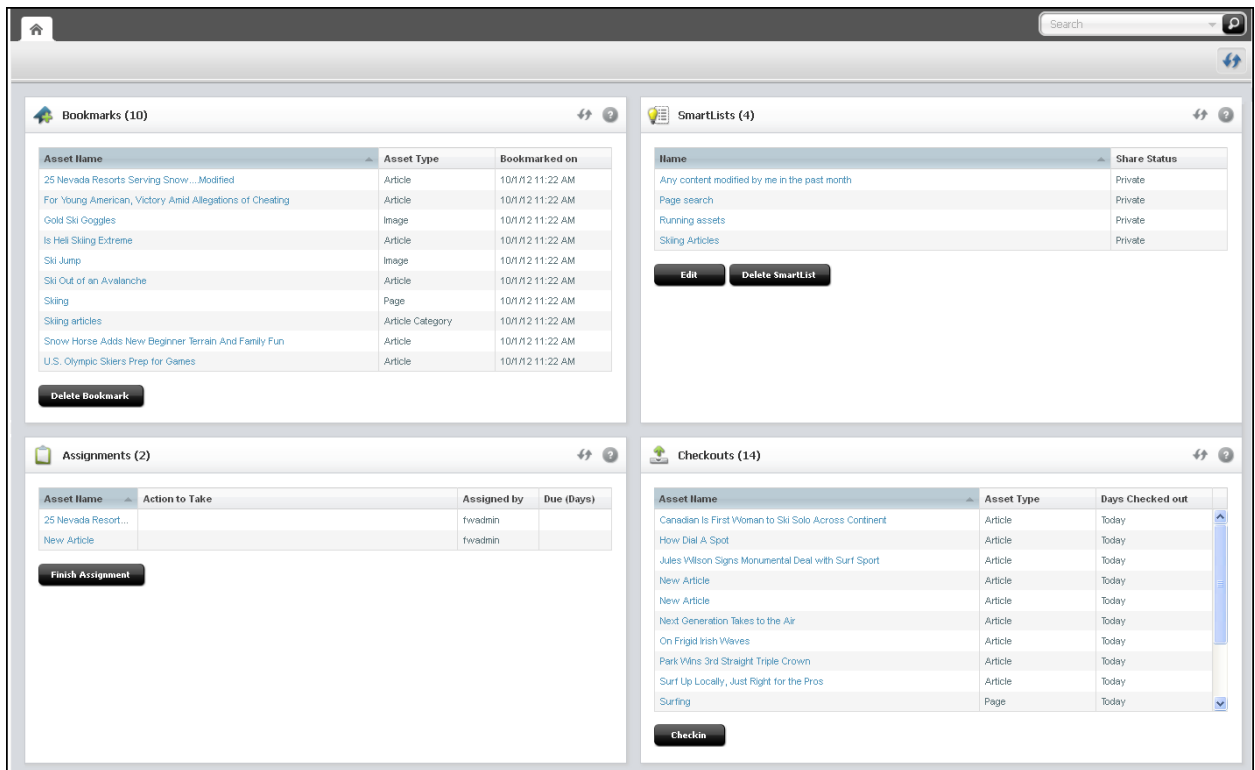 Search
Bookmarks (10)
Asset Name Asset Type Bookmarked on
25 Nevada Resorts Serving Snow....Modified Article 10/1/12 11:22 AM
For Young American, Victory Amid Allegations of Cheating Article 10/1/12 11:22 AM
Gold Ski Goggles Image 10/1/12 11:22 AM
Is Heli Skiing Extreme Article 10/1/12 11:22 AM
Ski Jump Image 10/1/12 11:22 AM
Ski Out of an Avalanche Article 10/1/12 11:22 AM
Skiing Page 10/1/12 11:22 AM
Skiing articles Article Category 10/1/12 11:22 AM
Snow Horse Adds New Beginner Terrain And Family Fun Article 10/1/12 11:22 AM
U.S. Olympic Skiers Prep for Games Article 10/1/12 11:22 AM
Delete Bookmark
SmartLists (4)
Name Share Status
Any content modified by me in the past month Private
Page search Private
Running assets Private
Skiing Articles Private
Edit Delete SmartList
Assignments (2)
Asset Name Action to Take Assigned by Due (Days)
25 Nevada Resort... fwadmin
New Article fwadmin
Finish Assignment
Checkouts (14)
Asset Name Asset Type Days Checked out
Canadian Is First Woman to Ski Solo Across Continent Article Today
How Dial A Spot Article Today
Jules Wilson Signs Monumental Deal with Surf Sport Article Today
New Article Article Today
New Article Article Today
Next Generation Takes to the Air Article Today
On Frigid Irish Waves Article Today
Park Wins 3rd Straight Triple Crown Article Today
Surf Up Locally, Just Right for the Pros Article Today
Surfing Page Today
Checkin